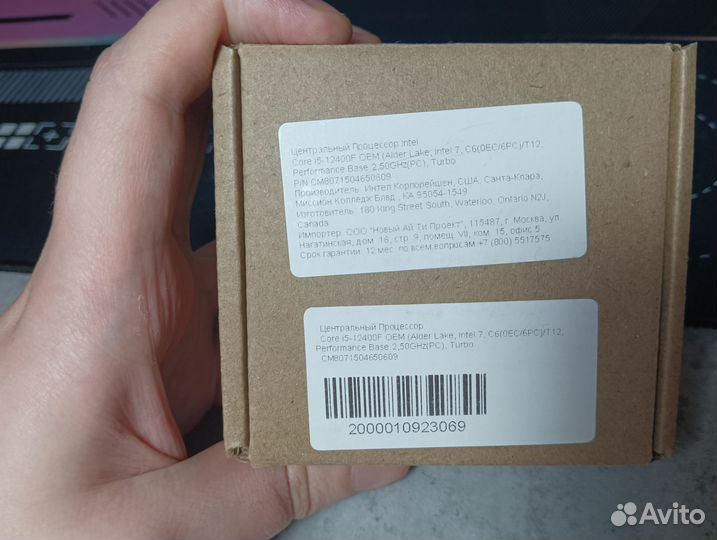 Центральный Процессор Intel
Core i5-12400F OEM (Alder Lake, Intel 7, C6(0EC/6PC)/T12,
Performance Base 2,50GHz(PC), Turbo
P/N CM8071504650609
Производитель: Интел Корпорейшен, США, Санта-Клара,
Миссион Колледж Блвд., КА 95054-1549
Изготовитель: 180 King Street South, Waterloo, Ontario N2J,
Canada
Импортер: ООО "Новый Ай Ти Проект", 115487, г. Москва, ул.
Нагатинская, дом. 16, стр. 9, помещ. VII, ком. 15, офис 5
Срок гарантии: 12 мес. по всем вопросам +7 (800) 5517575
Центральный Процессор
Core i5-12400F OEM (Alder Lake, Intel 7, C6(0EC/6PC)/T12,
Performance Base 2,50GHz(PC), Turbo
CM8071504650609
2000010923069
Avito